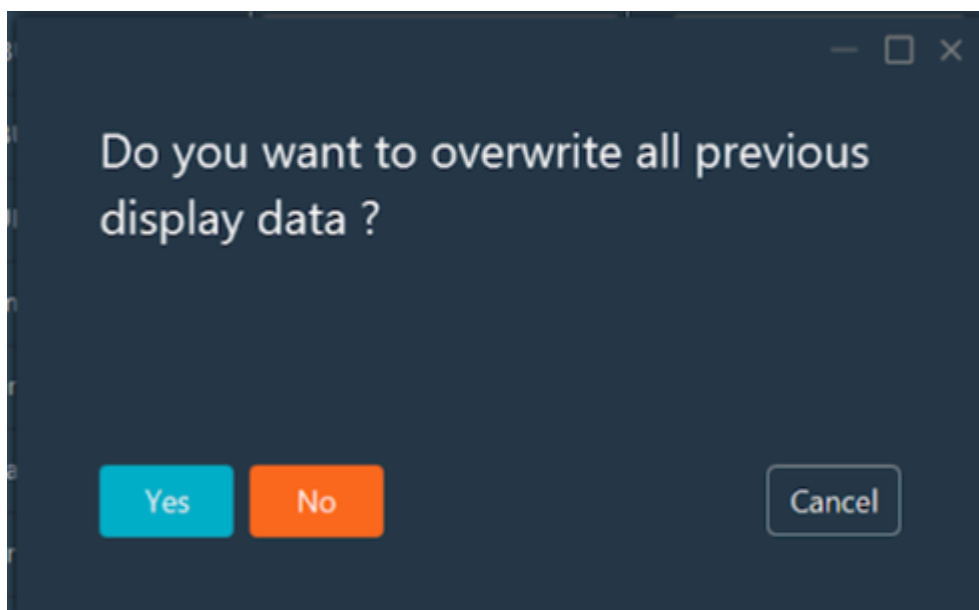 Do you want to overwrite all previous
display data ?
Yes No Cancel